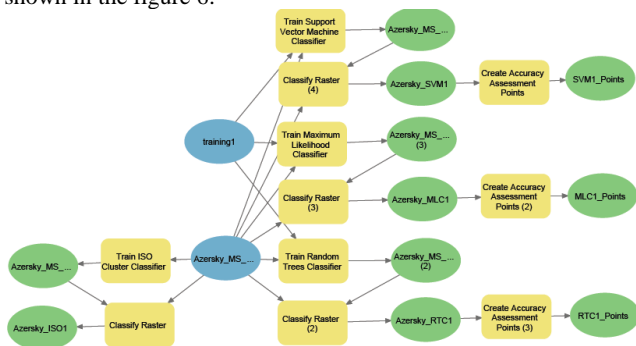 shown in the figure 6.
Train Support
Vector Machine
Classifier
Azersky_MS_...
Classify Raster
(4)
Azersky_SVM1
Create Accuracy
Assessment
Points
SVM1_Points
training1
Train Maximum
Likelihood
Classifier
Azersky_MS_...
(3)
Classify Raster
(3)
Azersky_MLC1
Create Accuracy
Assessment
Points (2)
MLC1_Points
Azersky_MS_...
Train ISO
Cluster Classifier
Azersky_MS_...
Train Random
Trees Classifier
Azersky_MS_...
(2)
Azersky_ISO1
Classify Raster
Classify Raster
(2)
Azersky_RTC1
Create Accuracy
Assessment
Points (3)
RTC1_Points